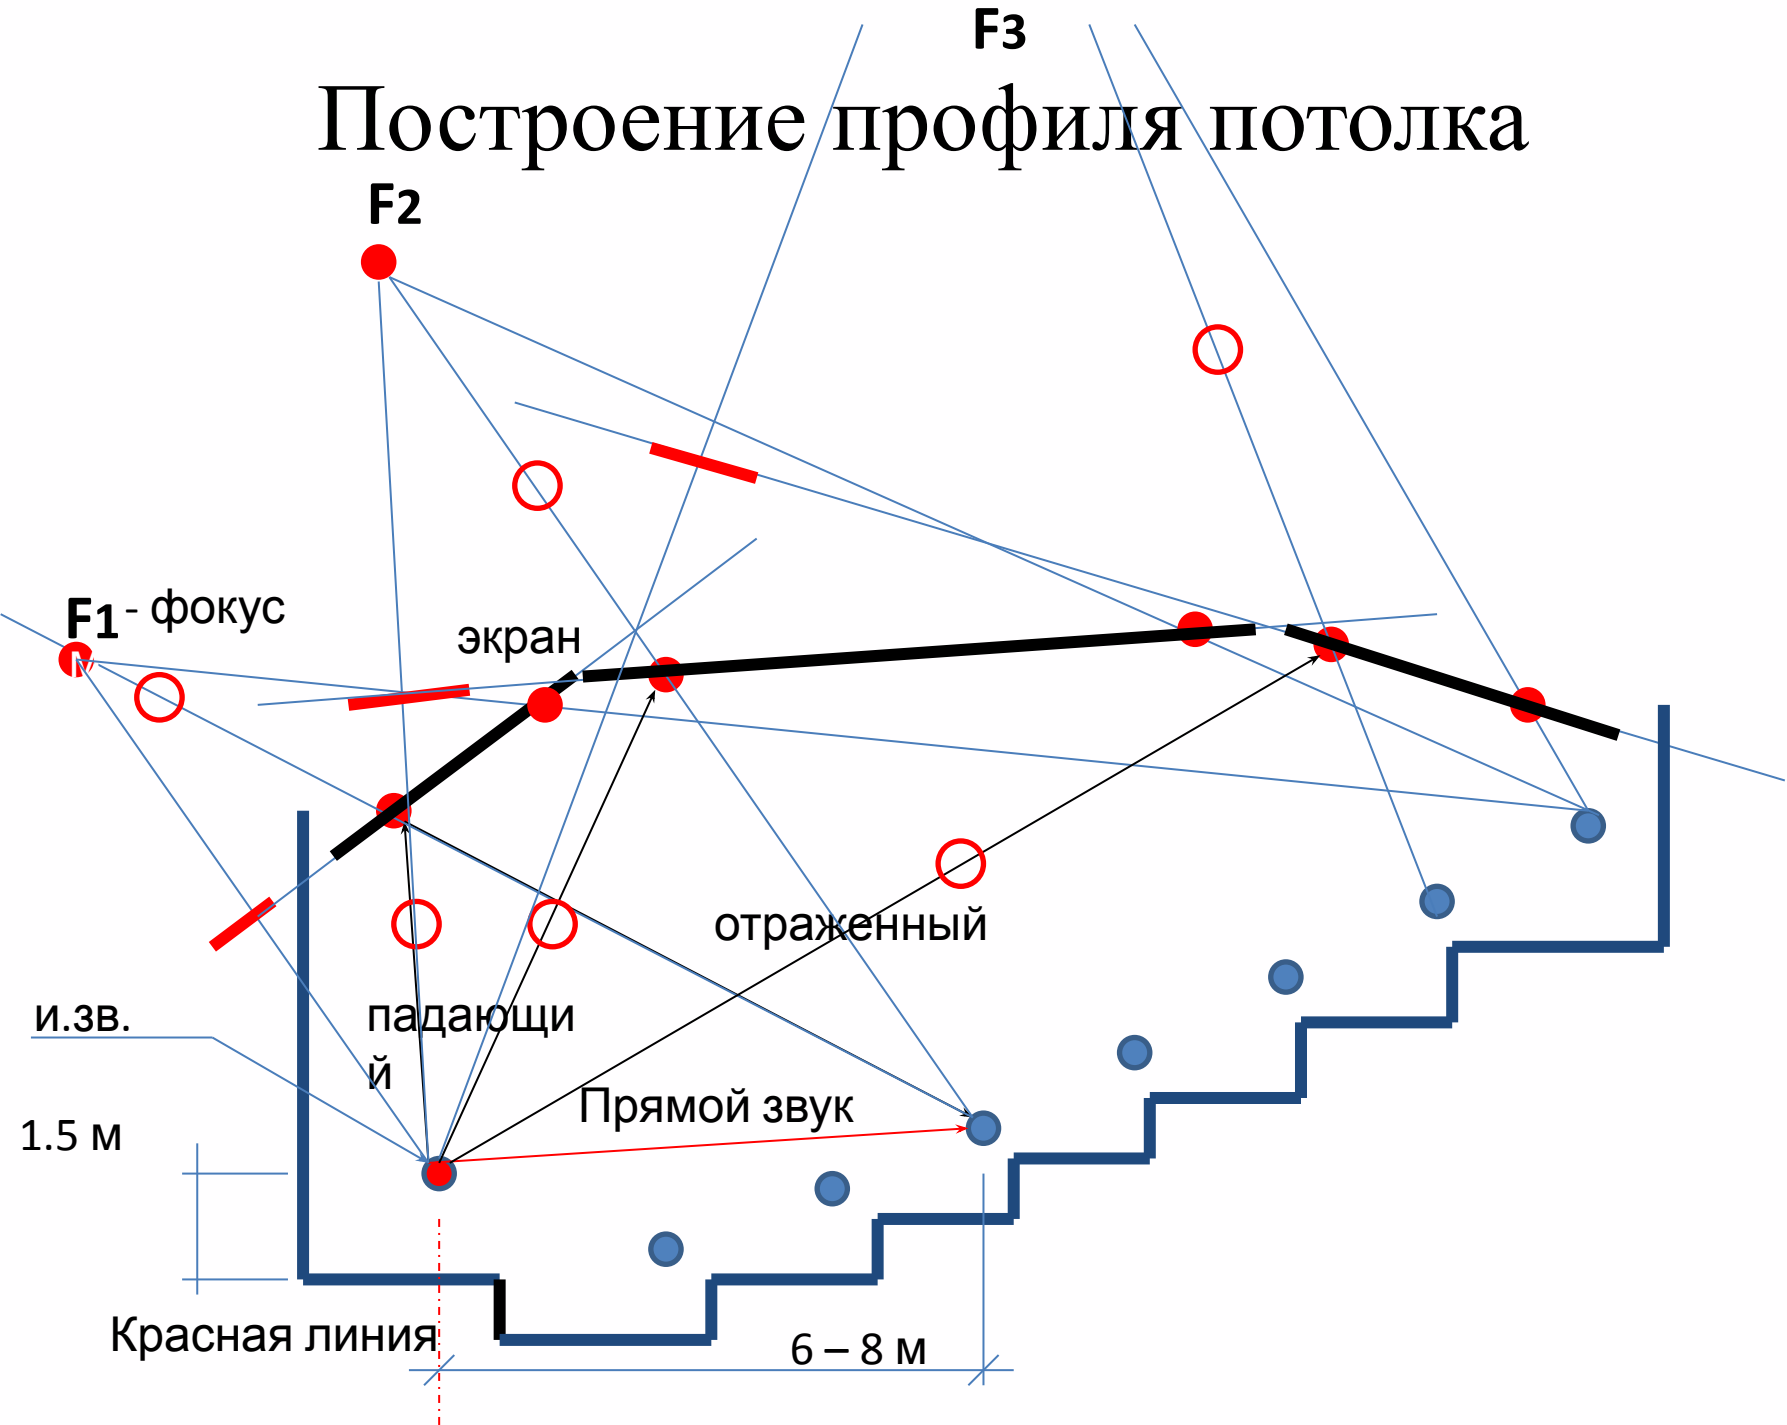 F3
Построение профиля потолка
F2
F1 - фокус
экран
отраженный
и.зв.
падающи
й
Прямой звук
1.5 м
Красная линия
6 – 8 м